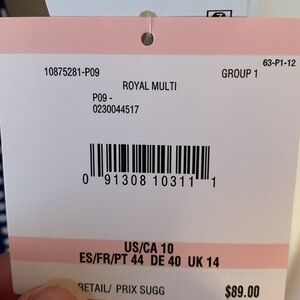 63-P1-12
10875281-P09 GROUP 1
ROYAL MULTI
P09 -
0230044517
0 91308 10311 1
US/CA 10
ES/FR/PT 44 DE 40 UK 14
RETAIL/ PRIX SUGG $89.00